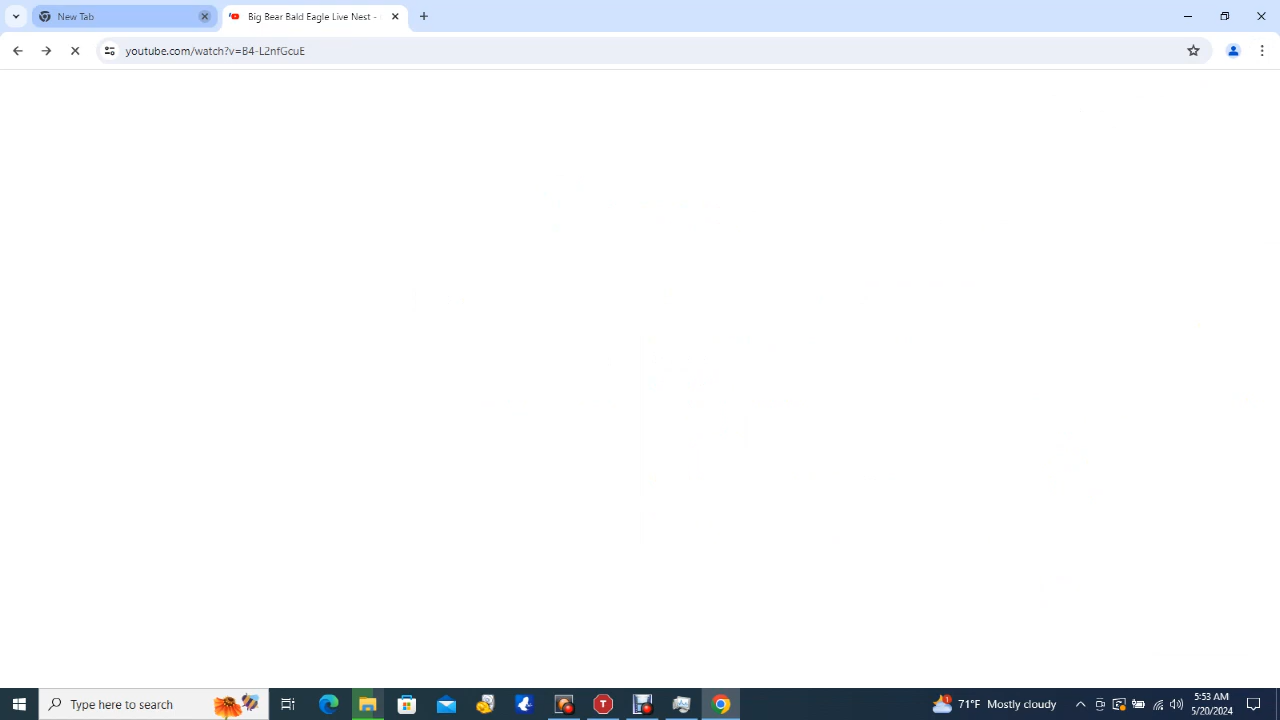 New Tab
Big Bear Bald Eagle Live Nest -
youtube.com/watch?v=B4-L2nfGcuE
Type here to search
T
1
71°F Mostly cloudy
5:53 AM
5/20/2024